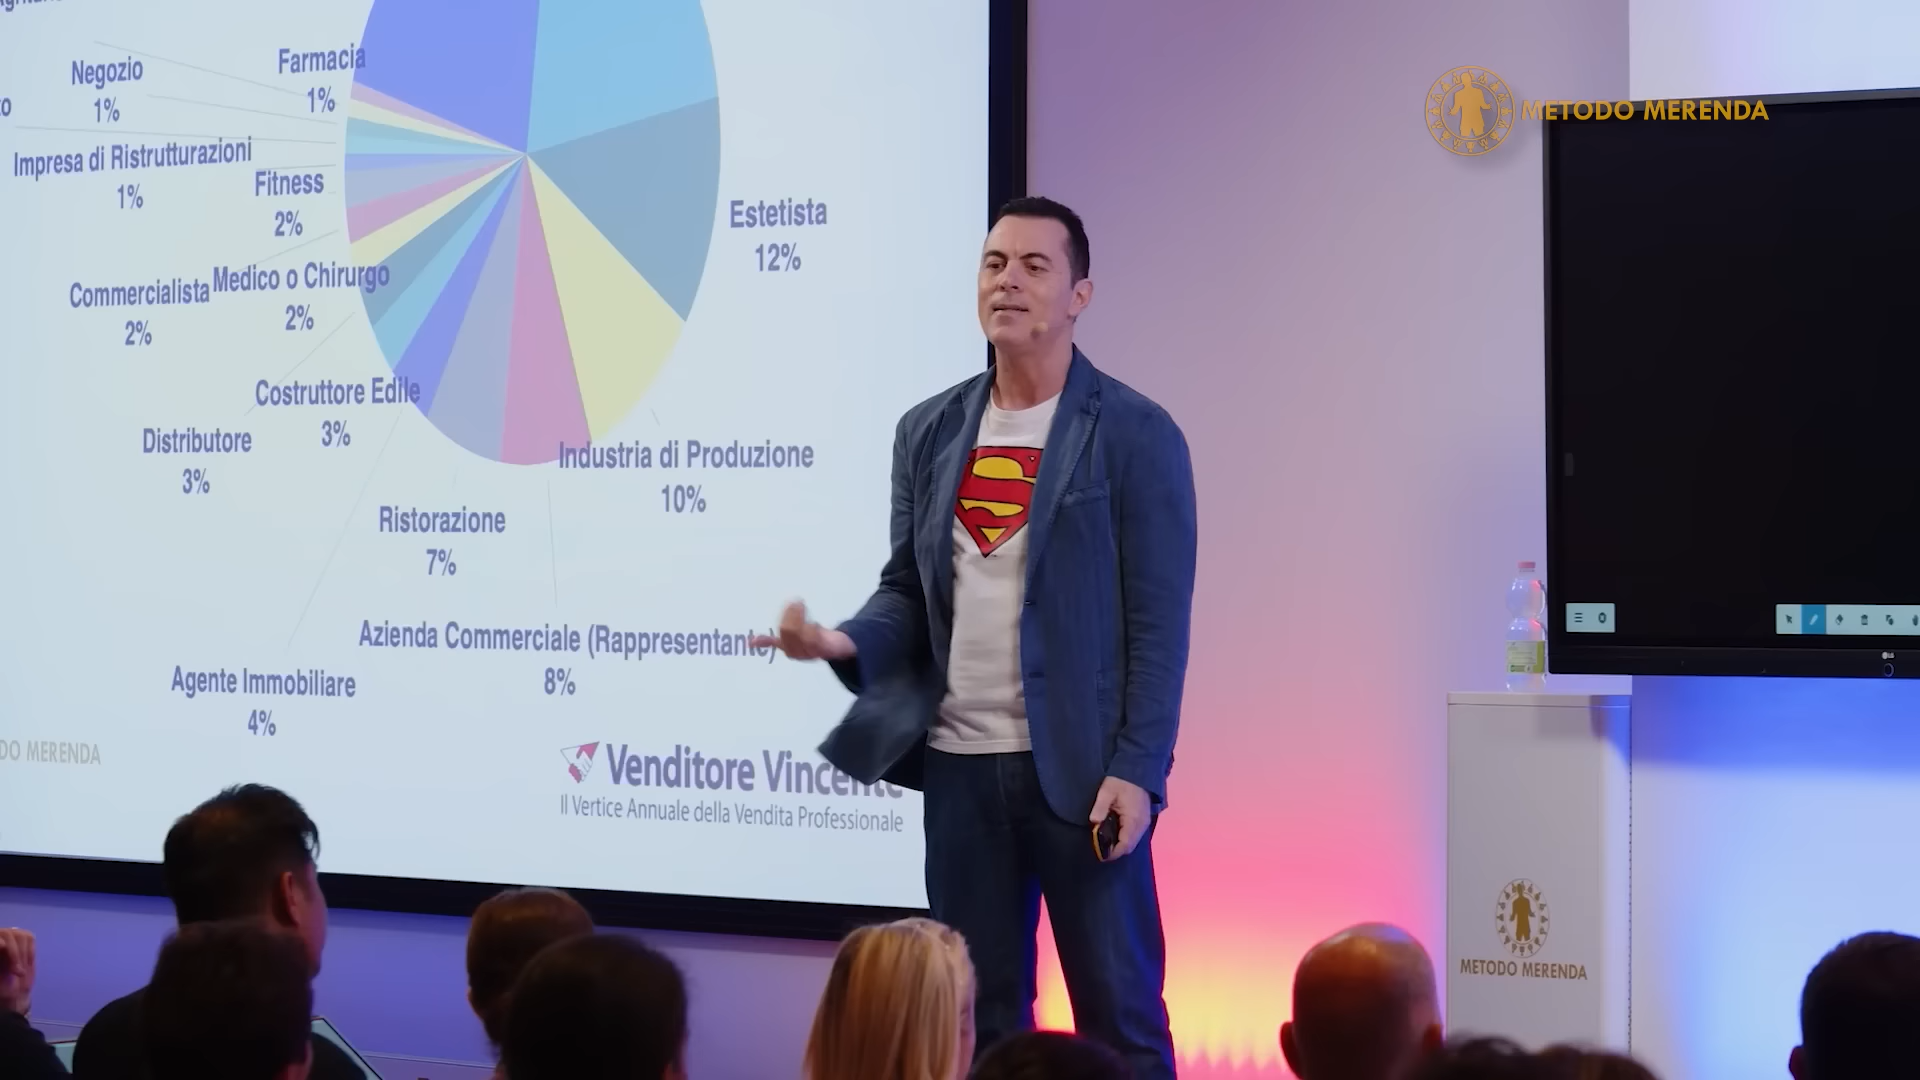 Negozio
1%
Farmacia
1%
Impresa di Ristrutturazioni
1%
Fitness
2%
Estetista
12%
Commercialista
2%
Medico o Chirurgo
2%
Costruttore Edile
3%
Distributore
3%
Industria di Produzione
10%
Ristorazione
7%
Azienda Commerciale (Rappresentante)
8%
Agente Immobiliare
4%
MERENDA
Venditore Vincente
Il Vertice Annuale della Vendita Professionale
METODO MERENDA
S
LG
METODO MERENDA